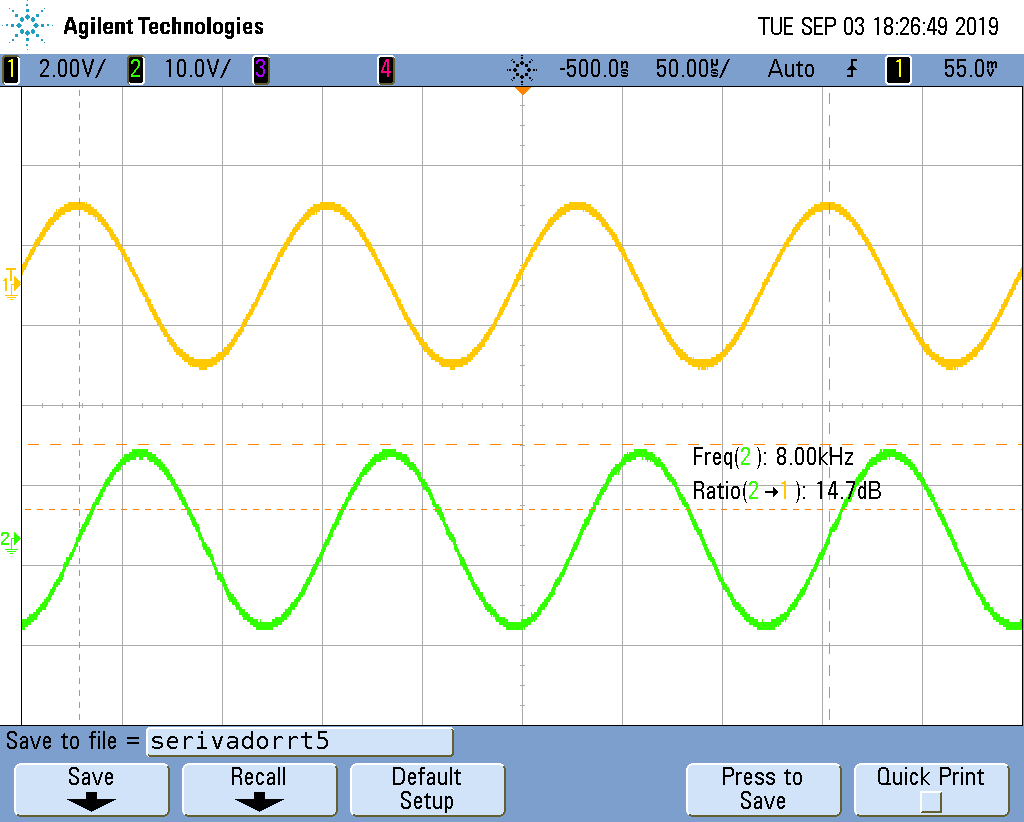 Agilent Technologies
TUE SEP 03 18:26:49 2019
1 2.00V/ 2 10.0V/ 3 4 -500.0ns 50.00us/ Auto 1 55.0mV
T
1
Freq(2): 8.00kHz
Ratio(2→1): 14.7dB
2
Save to file = serivadorrt5
Save
Recall
Default
Setup
Press to
Save
Quick Print